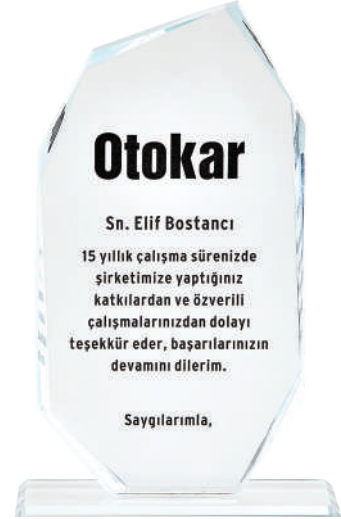 Otokar
Sn. Elif Bostancı
15 yıllık çalışma sürenizde
şirketimize yaptığınız
katkılardan ve özverili
çalışmalarınızdan dolayı
teşekkür eder, başarılarınızın
devamını dilerim.
Saygılarımla,